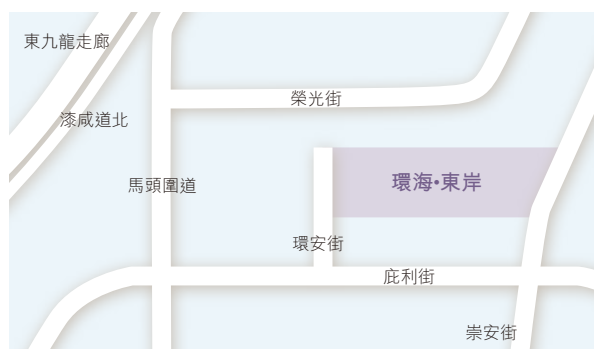 東九龍走廊
榮光街
漆咸道北
馬頭圍道
環海•東岸
環安街
庇利街
崇安街